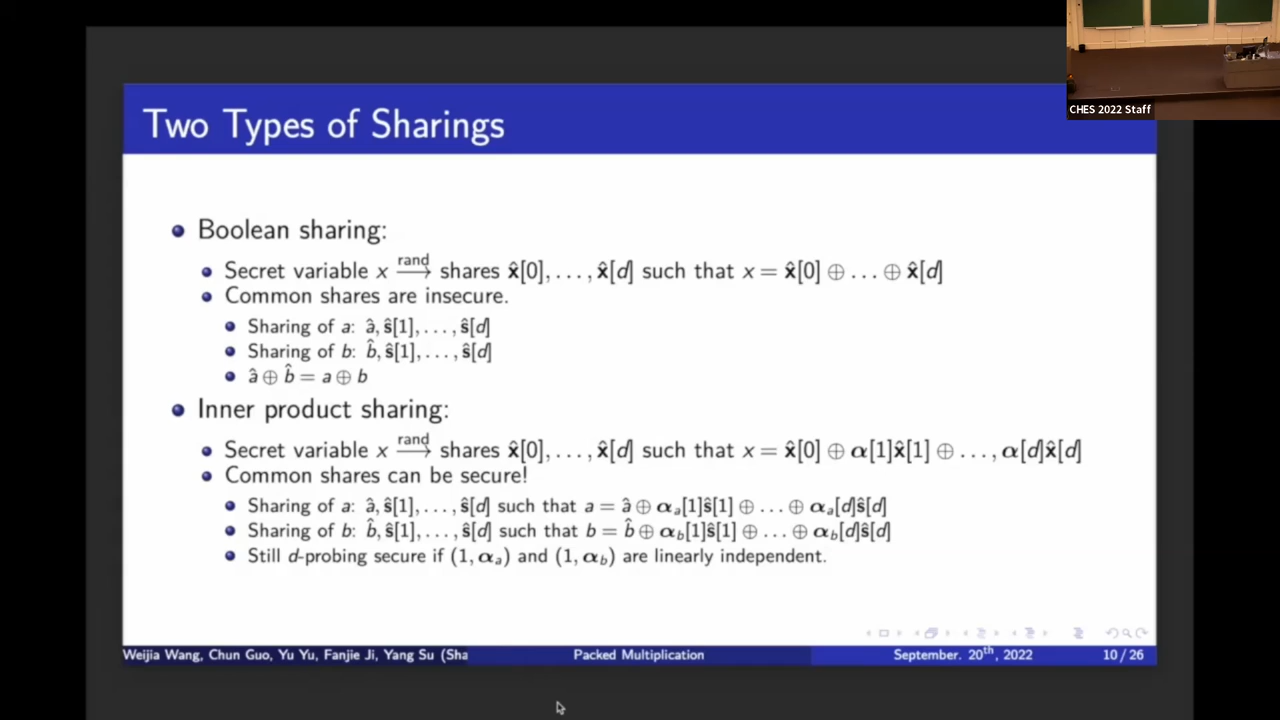 CHES 2022 Staff
Two Types of Sharings
Boolean sharing:
Secret variable x →^rand shares x̂[0], . . . , x̂[d] such that x = x̂[0] ⊕ . . . ⊕ x̂[d]
Common shares are insecure.
Sharing of a: â, ŝ[1], . . . , ŝ[d]
Sharing of b: b̂, ŝ[1], . . . , ŝ[d]
â ⊕ b̂ = a ⊕ b
Inner product sharing:
Secret variable x →^rand shares x̂[0], . . . , x̂[d] such that x = x̂[0] ⊕ α[1]x̂[1] ⊕ . . . , α[d]x̂[d]
Common shares can be secure!
Sharing of a: â, ŝ[1], . . . , ŝ[d] such that a = â ⊕ αₐ[1]ŝ[1] ⊕ . . . ⊕ αₐ[d]ŝ[d]
Sharing of b: b̂, ŝ[1], . . . , ŝ[d] such that b = b̂ ⊕ α_b[1]ŝ[1] ⊕ . . . ⊕ α_b[d]ŝ[d]
Still d-probing secure if (1, αₐ) and (1, α_b) are linearly independent.
Weijia Wang, Chun Guo, Yu Yu, Fanjie Ji, Yang Su (Sha Packed Multiplication September. 20th, 2022 10 / 26